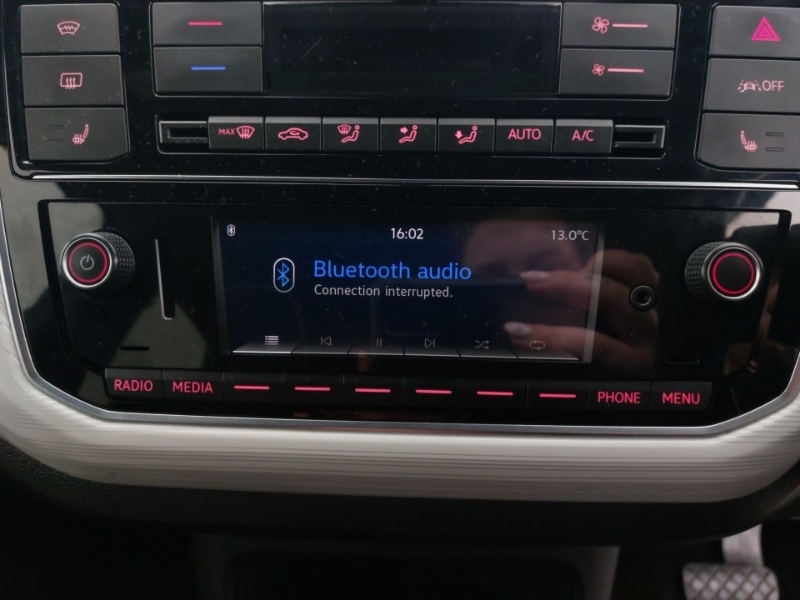 OFF
MAX
AUTO
A/C
16:02
13.0°C
Bluetooth audio
Connection interrupted.
RADIO
MEDIA
PHONE
MENU